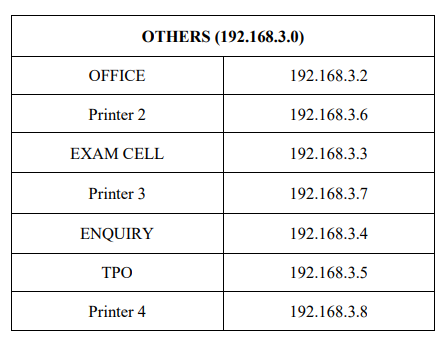 OTHERS (192.168.3.0)
OFFICE 192.168.3.2
Printer 2 192.168.3.6
EXAM CELL 192.168.3.3
Printer 3 192.168.3.7
ENQUIRY 192.168.3.4
TPO 192.168.3.5
Printer 4 192.168.3.8